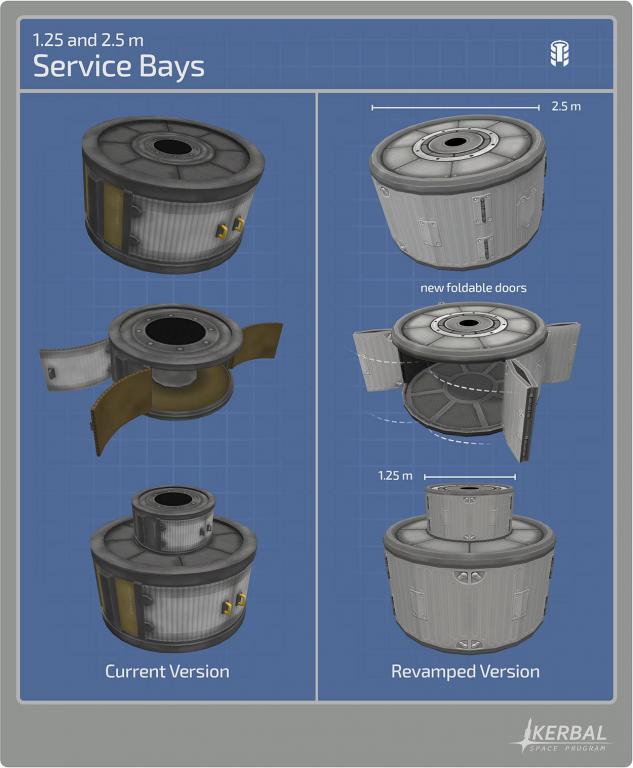 1.25 and 2.5 m
Service Bays
2.5 m
new foldable doors
1.25 m
Current Version
Revamped Version
KERBAL
SPACE PROGRAM